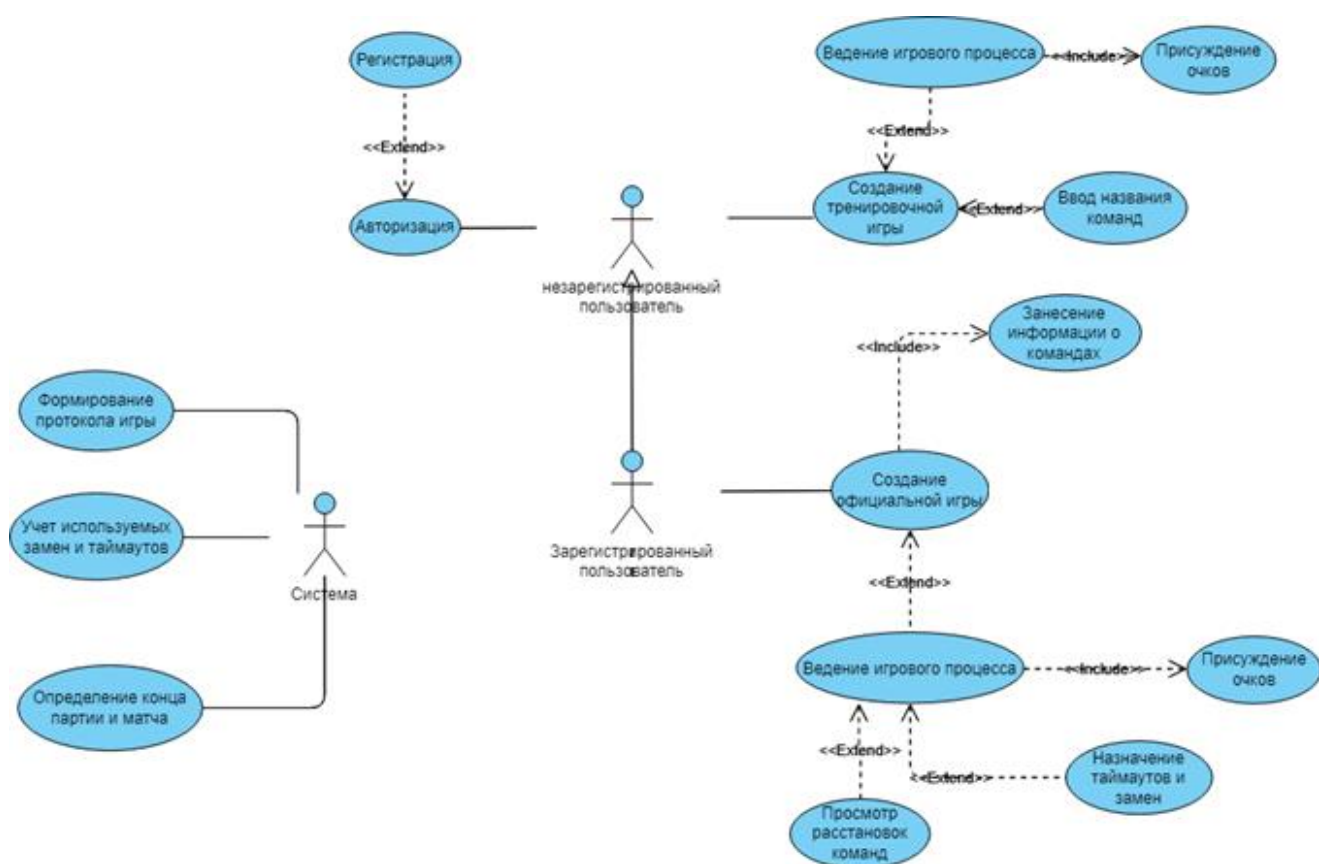 Регистрация
<<Extend>>
Авторизация
Ведение игрового процесса
<<Include>>
Присуждение
очков
<<Extend>>
Создание
тренировочной
игры
<<Extend>>
Ввод названия
команд
незарегистрированный
пользователь
Занесение
информации о
командах
<<Include>>
Формирование
протокола игры
Учет используемых
замен и таймаутов
Система
Определение конца
партии и матча
Зарегистрированный
пользователь
Создание
официальной игры
<<Extend>>
Ведение игрового процесса
<<Include>>
Присуждение
очков
<<Extend>>
<<Extend>>
Назначение
таймаутов и
замен
Просмотр
расстановок
команд